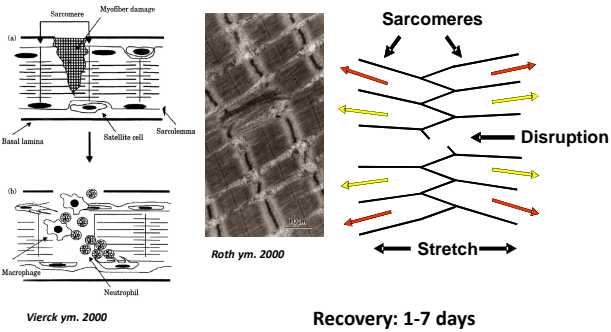 Sarcomere
Myofiber damage
(a)
Sarcolemma
Satellite cell
Basal lamina
(b)
Macrophage
Neutrophil
Vierck ym. 2000
Roth ym. 2000
Sarcomeres
Disruption
Stretch
Recovery: 1-7 days